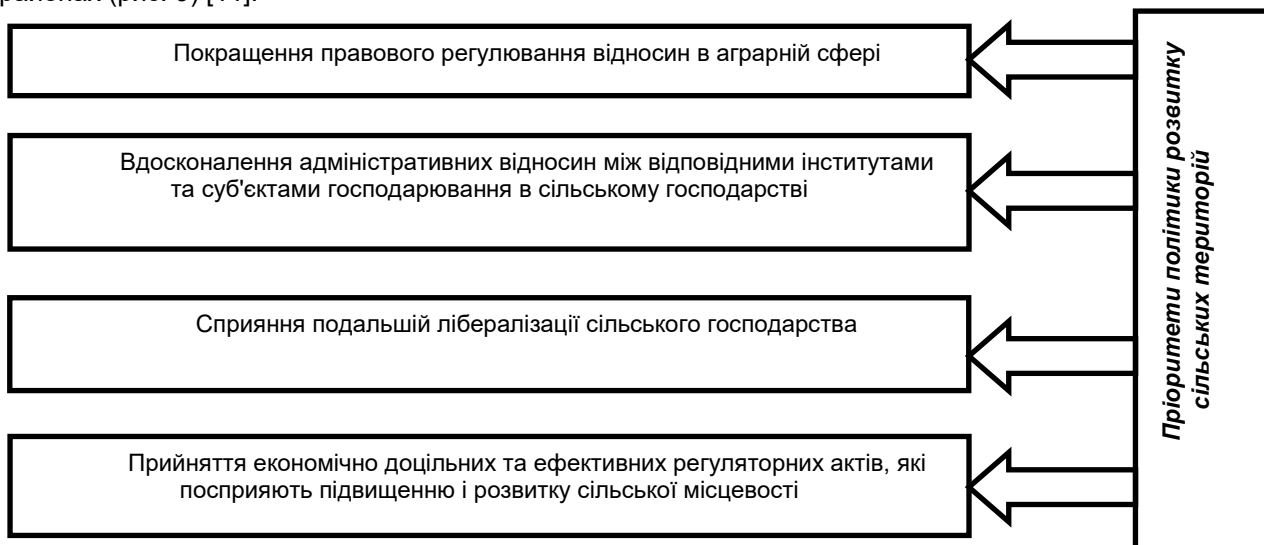 Покращення правового регулювання відносин в аграрній сфері
Вдосконалення адміністративних відносин між відповідними інститутами
та суб'єктами господарювання в сільському господарстві
Сприяння подальшій лібералізації сільського господарства
Прийняття економічно доцільних та ефективних регуляторних актів, які
посприяють підвищенню і розвитку сільської місцевості
Пріоритети політики розвитку
сільських територій